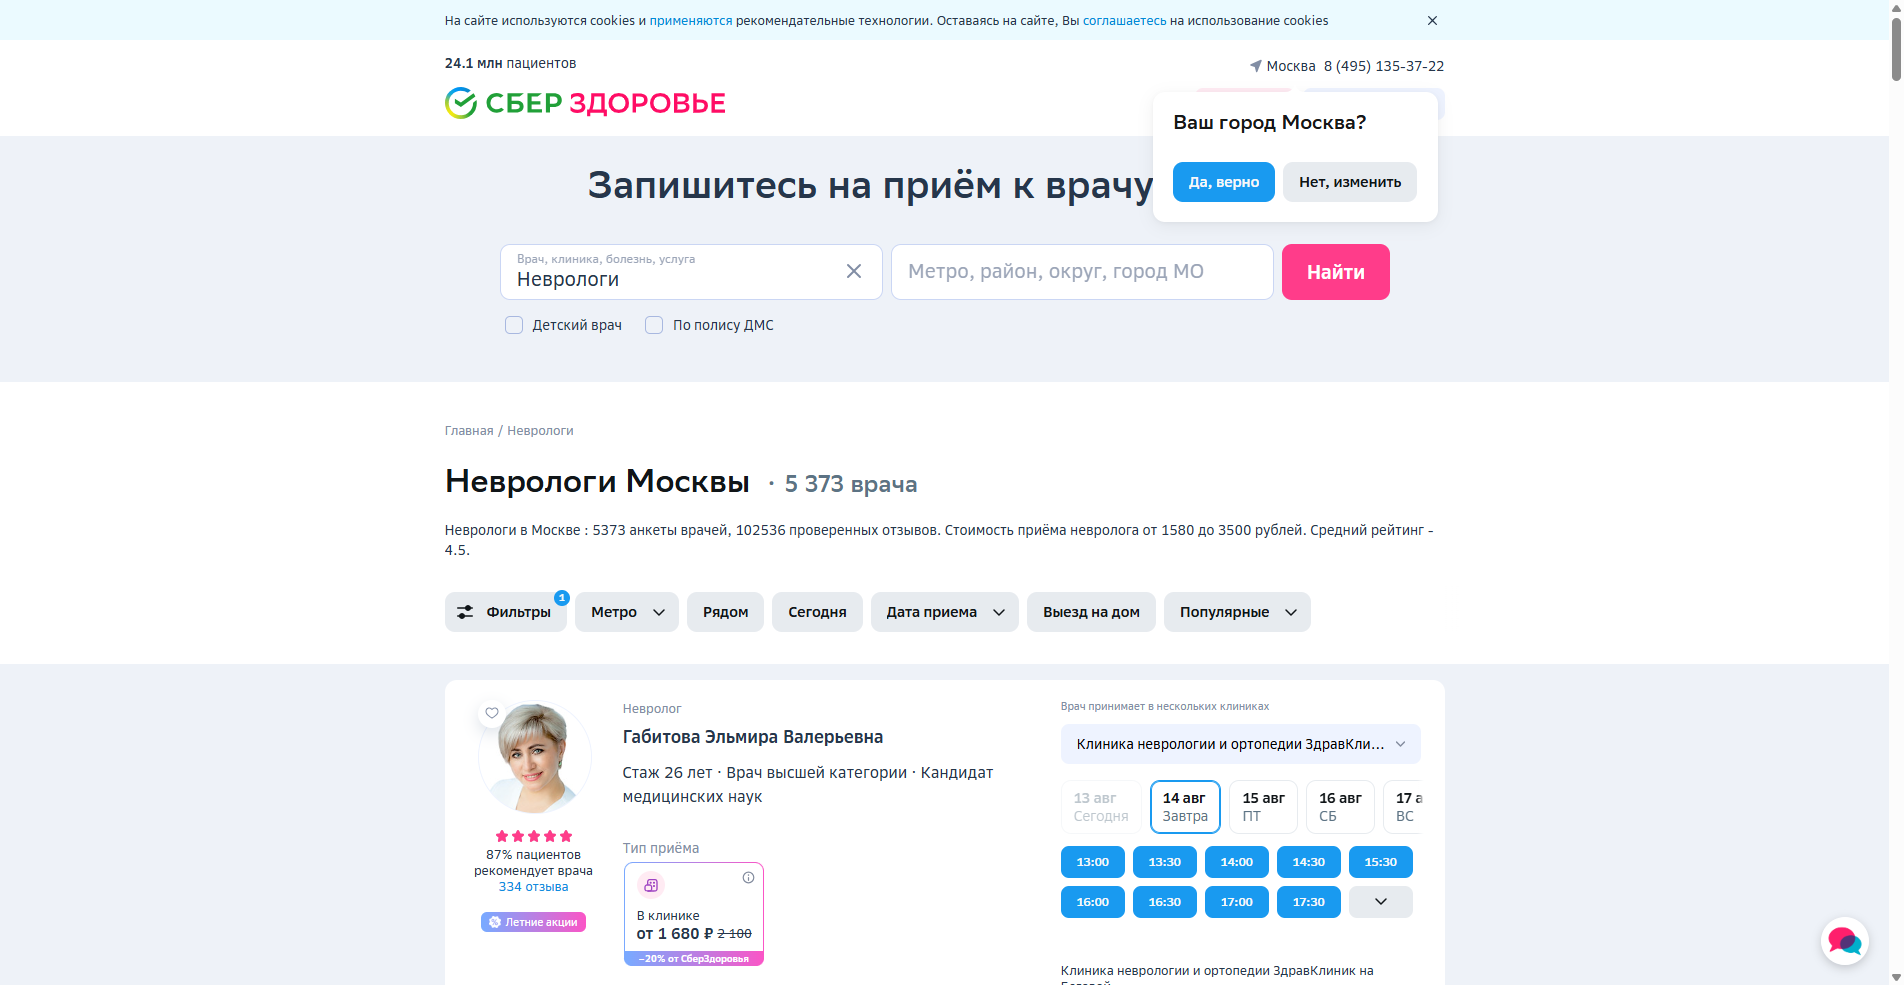 На сайте используются cookies и применяются рекомендательные технологии. Оставаясь на сайте, Вы соглашаетесь на использование cookies
24.1 млн пациентов
Москва 8 (495) 135-37-22
СБЕР ЗДОРОВЬЕ
Ваш город Москва?
Да, верно
Нет, изменить
Запишитесь на приём к врачу
Врач, клиника, болезнь, услуга
Неврологи
Метро, район, округ, город МО
Найти
Детский врач
По полису ДМС
Главная / Неврологи
Неврологи Москвы · 5 373 врача
Неврологи в Москве : 5373 анкеты врачей, 102536 проверенных отзывов. Стоимость приёма невролога от 1580 до 3500 рублей. Средний рейтинг -
4.5.
Фильтры 1
Метро
Рядом
Сегодня
Дата приема
Выезд на дом
Популярные
Невролог
Габитова Эльмира Валерьевна
Стаж 26 лет · Врач высшей категории · Кандидат
медицинских наук
87% пациентов
рекомендует врача
334 отзыва
Летние акции
Тип приёма
В клинике
от 1 680 ₽ 2 100
−20% от СберЗдоровья
Врач принимает в нескольких клиниках
Клиника неврологии и ортопедии ЗдравКли...
13 авг
Сегодня
14 авг
Завтра
15 авг
ПТ
16 авг
СБ
17 а
ВС
13:00 13:30 14:00 14:30 15:30
16:00 16:30 17:00 17:30
Клиника неврологии и ортопедии ЗдравКлиник на